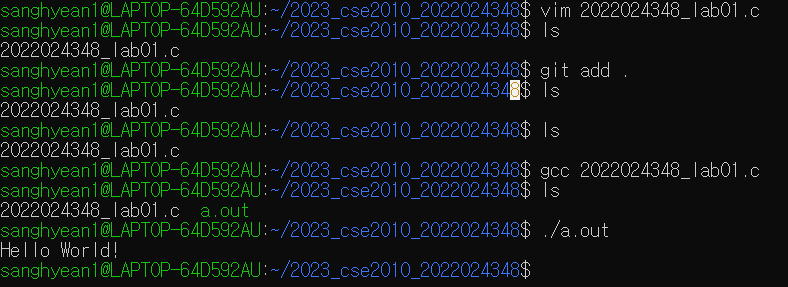 sanghyean1@LAPTOP-64D592AU:~/2023_cse2010_2022024348$ vim 2022024348_lab01.c
sanghyean1@LAPTOP-64D592AU:~/2023_cse2010_2022024348$ ls
2022024348_lab01.c
sanghyean1@LAPTOP-64D592AU:~/2023_cse2010_2022024348$ git add .
sanghyean1@LAPTOP-64D592AU:~/2023_cse2010_2022024348$ ls
2022024348_lab01.c
sanghyean1@LAPTOP-64D592AU:~/2023_cse2010_2022024348$ ls
2022024348_lab01.c
sanghyean1@LAPTOP-64D592AU:~/2023_cse2010_2022024348$ gcc 2022024348_lab01.c
sanghyean1@LAPTOP-64D592AU:~/2023_cse2010_2022024348$ ls
2022024348_lab01.c  a.out
sanghyean1@LAPTOP-64D592AU:~/2023_cse2010_2022024348$ ./a.out
Hello World!
sanghyean1@LAPTOP-64D592AU:~/2023_cse2010_2022024348$